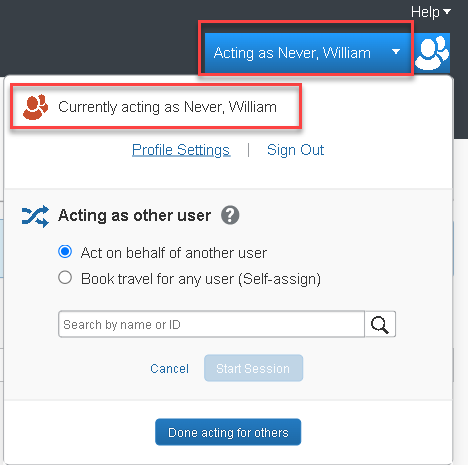 Help
Acting as Never, William
Currently acting as Never, William
Profile Settings | Sign Out
Acting as other user ?
Act on behalf of another user
Book travel for any user (Self-assign)
Search by name or ID
Cancel Start Session
Done acting for others